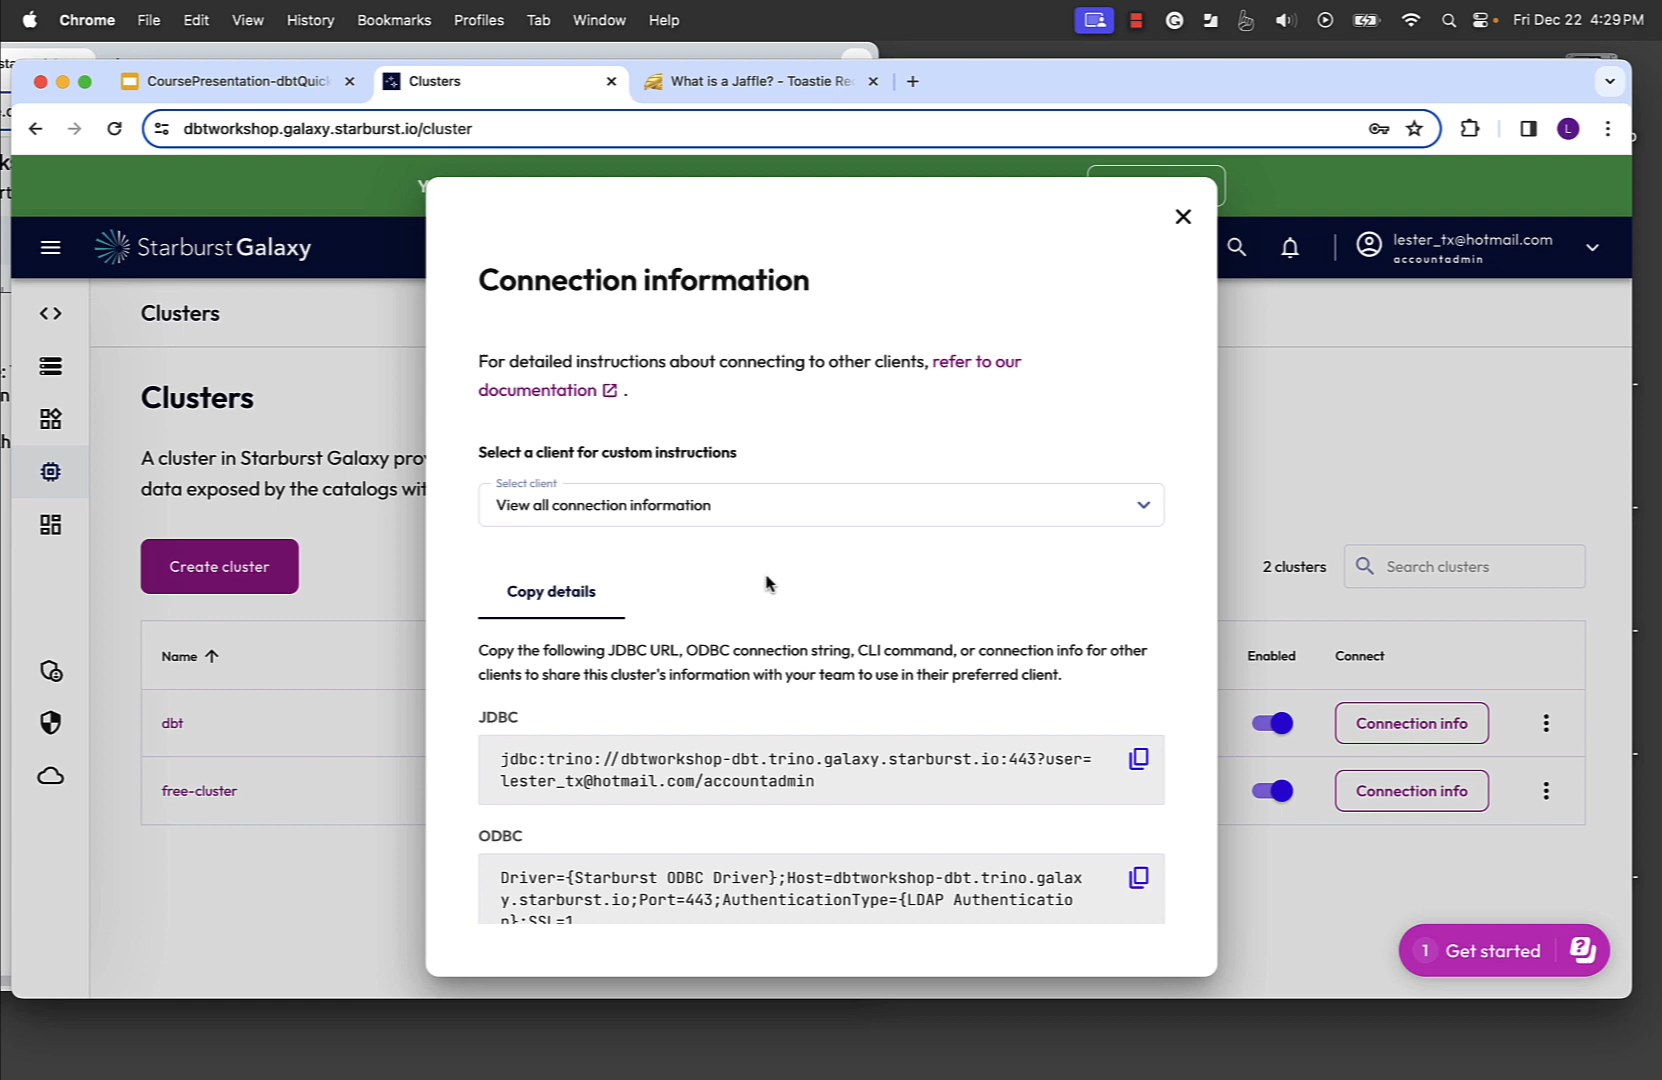 Chrome File Edit View History Bookmarks Profiles Tab Window Help
Fri Dec 22 4:29 PM
CoursePresentation-dbtQuick
Clusters
What is a Jaffle? - Toastie Re
dbtworkshop.galaxy.starburst.io/cluster
L
Starburst Galaxy
lester_tx@hotmail.com
accountadmin
Clusters
Clusters
A cluster in Starburst Galaxy pro
data exposed by the catalogs wit
Create cluster
2 clusters
Search clusters
Name
Enabled
Connect
dbt
Connection info
free-cluster
Connection info
Connection information
For detailed instructions about connecting to other clients, refer to our
documentation .
Select a client for custom instructions
Select client
View all connection information
Copy details
Copy the following JDBC URL, ODBC connection string, CLI command, or connection info for other
clients to share this cluster's information with your team to use in their preferred client.
JDBC
jdbc:trino://dbtworkshop-dbt.trino.galaxy.starburst.io:443?user=
lester_tx@hotmail.com/accountadmin
ODBC
Driver={Starburst ODBC Driver};Host=dbtworkshop-dbt.trino.galax
y.starburst.io;Port=443;AuthenticationType={LDAP Authenticatio
n};SSL=1
1 Get started